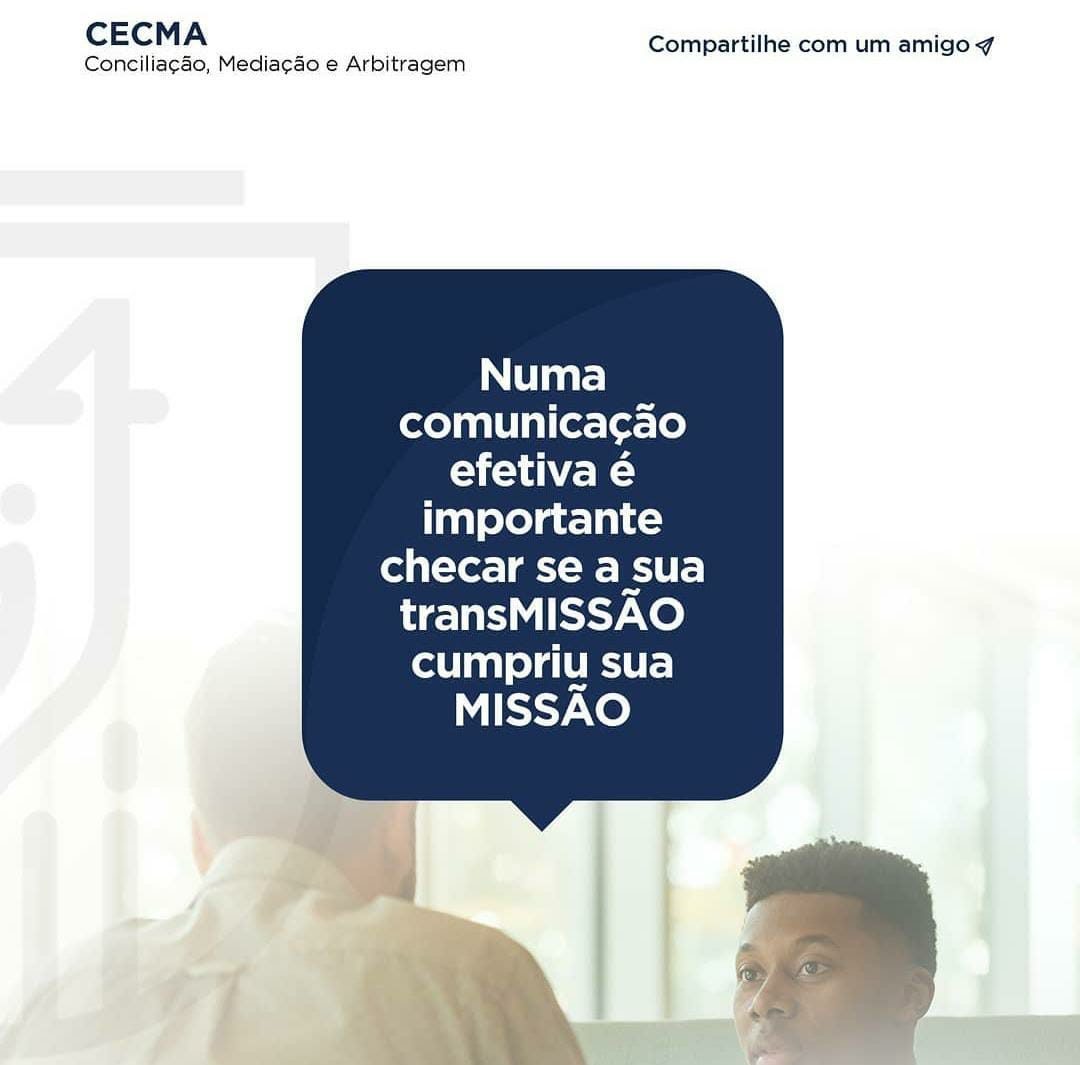 CECMA
Conciliação, Mediação e Arbitragem
Compartilhe com um amigo
Numa
comunicação
efetiva é
importante
checar se a sua
transMISSÃO
cumpriu sua
MISSÃO